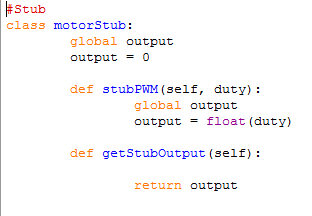 #Stub
class motorStub:
        global output
        output = 0

        def stubPWM(self, duty):
                global output
                output = float(duty)

        def getStubOutput(self):

                return output